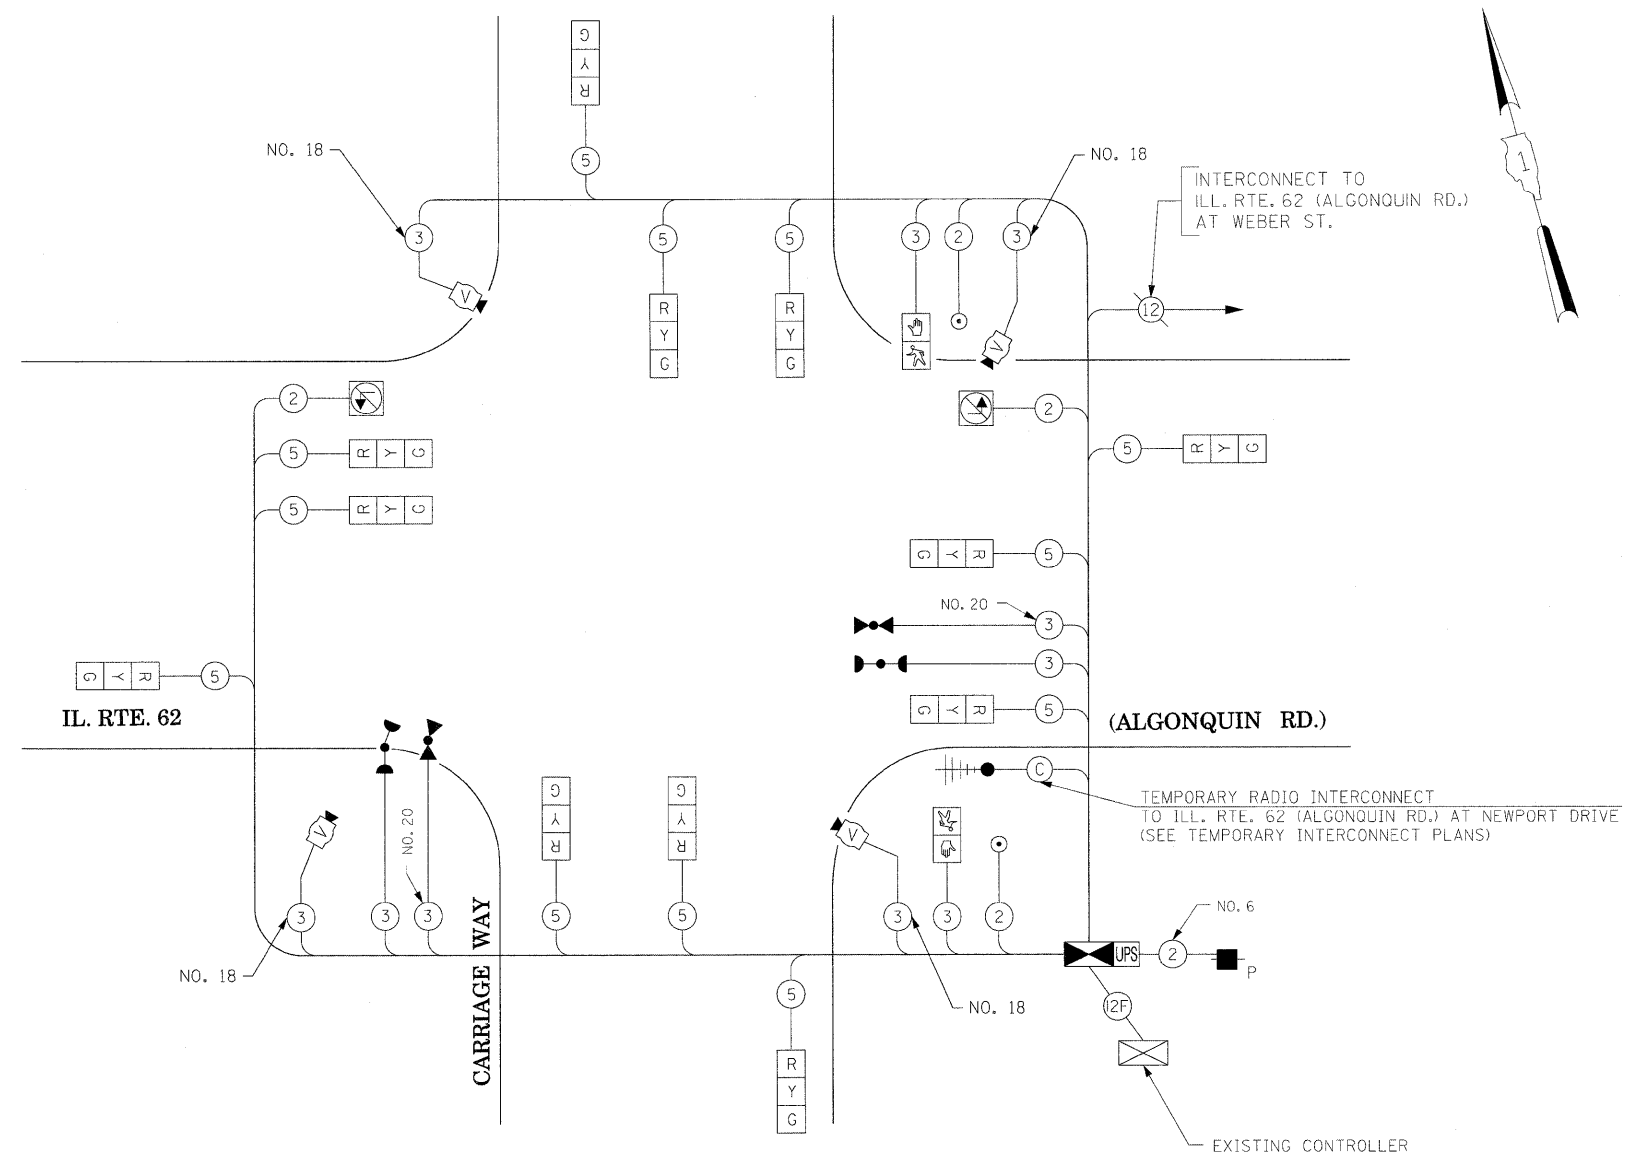 G
Y
R
5
NO. 18
NO. 18
1
INTERCONNECT TO
ILL. RTE. 62 (ALGONQUIN RD.)
AT WEBER ST.
3
5
5
3
2
3
V
R
Y
G
R
Y
G
12
V
2
2
5
R Y G
5
R Y G
5
R Y G
G Y R
5
NO. 20
3
3
G Y R
5
G Y R
5
IL. RTE. 62
(ALGONQUIN RD.)
C
TEMPORARY RADIO INTERCONNECT
TO ILL. RTE. 62 (ALGONQUIN RD.) AT NEWPORT DRIVE
(SEE TEMPORARY INTERCONNECT PLANS)
V
NO. 20
G
Y
R
G
Y
R
V
3
3
3
5
5
3
3
2
NO. 6
NO. 18
CARRIAGE WAY
UPS
2
P
5
NO. 18
12F
R
Y
G
EXISTING CONTROLLER